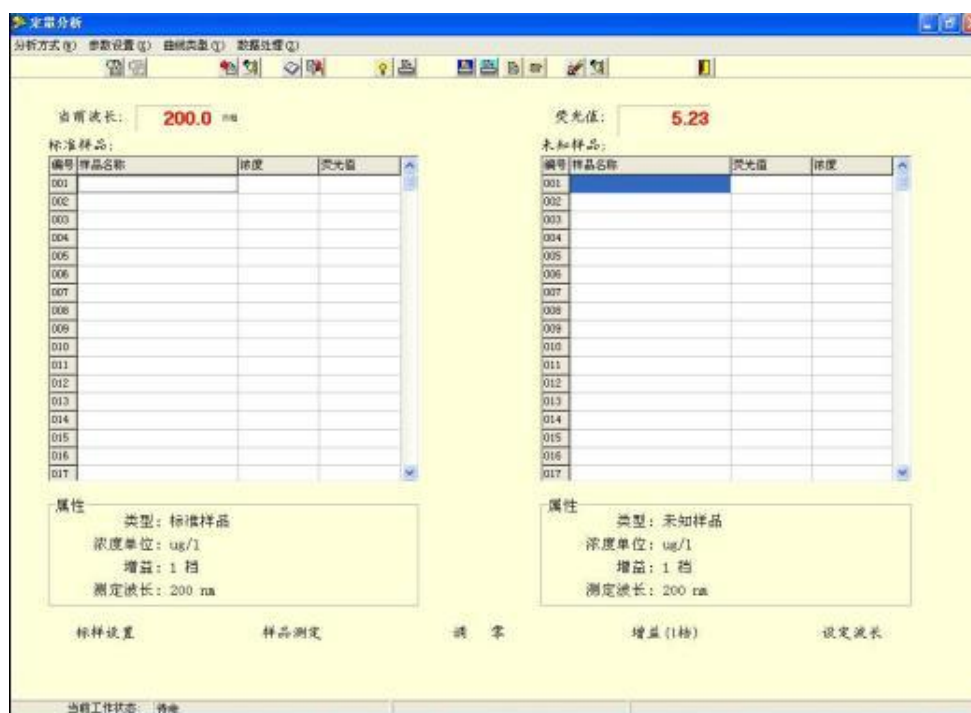 定量分析
分析方式(W) 参数设置(S) 曲线类型(T) 数据处理(Q)
当前波长: 200.0 nm 荧光值: 5.23
标准样品: 未知样品:
编号 样品名称 浓度 荧光值 编号 样品名称 荧光值 浓度
001 001
002 002
003 003
004 004
005 005
006 006
007 007
008 008
009 009
010 010
011 011
012 012
013 013
014 014
015 015
016 016
017 017
属性 属性
类型: 标准样品 类型: 未知样品
浓度单位: ug/l 浓度单位: ug/l
增益: 1 档 增益: 1 档
测定波长: 200 nm 测定波长: 200 nm
标样设置 样品测定 调 零 增益(1档) 设定波长
当前工作状态: 待命